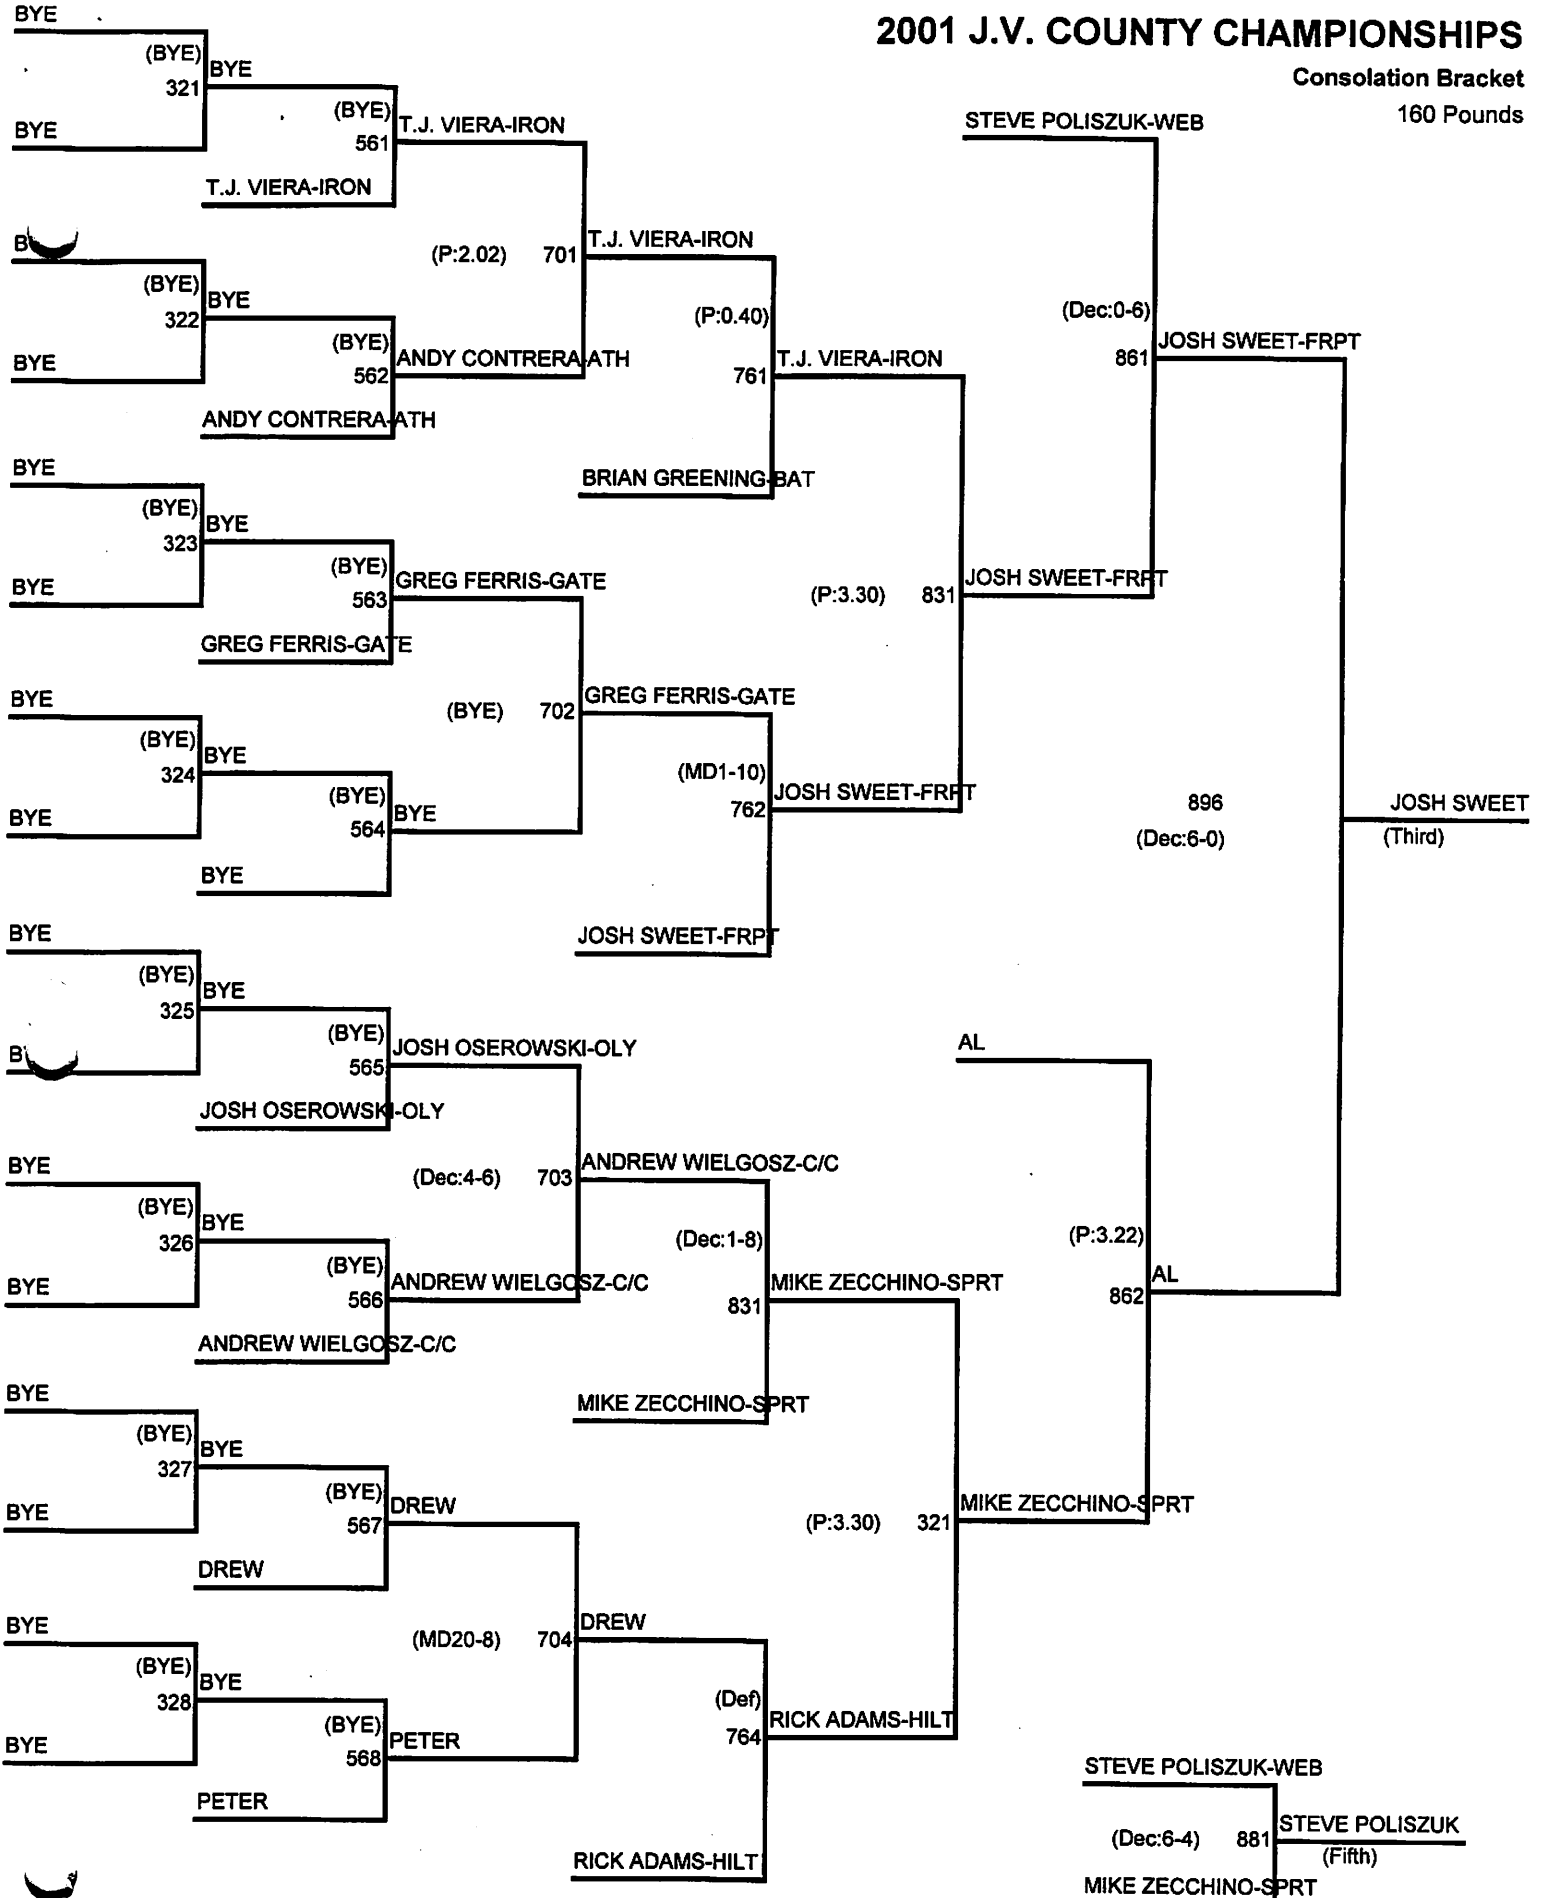 2001 J.V. COUNTY CHAMPIONSHIPS
Consolation Bracket
160 Pounds
BYE
(BYE)
321
BYE
BYE
(BYE)
561
T.J. VIERA-IRON
T.J. VIERA-IRON
(BYE)
322
BYE
BYE
(BYE)
562
ANDY CONTRERA-ATH
ANDY CONTRERA-ATH
(P:2.02) 701
T.J. VIERA-IRON
(P:0.40)
761
T.J. VIERA-IRON
BRIAN GREENING-BAT
BYE
(BYE)
323
BYE
BYE
(BYE)
563
GREG FERRIS-GATE
GREG FERRIS-GATE
BYE
(BYE)
324
BYE
BYE
(BYE)
564
BYE
BYE
(BYE) 702
GREG FERRIS-GATE
(MD1-10)
762
JOSH SWEET-FRPT
JOSH SWEET-FRPT
(P:3.30) 831
JOSH SWEET-FRPT
STEVE POLISZUK-WEB
(Dec:0-6)
861
JOSH SWEET-FRPT
896
(Dec:6-0)
JOSH SWEET
(Third)
BYE
(BYE)
325
BYE
(BYE)
565
JOSH OSEROWSKI-OLY
JOSH OSEROWSKI-OLY
BYE
(BYE)
326
BYE
BYE
(BYE)
566
ANDREW WIELGOSZ-C/C
ANDREW WIELGOSZ-C/C
(Dec:4-6) 703
ANDREW WIELGOSZ-C/C
(Dec:1-8)
831
MIKE ZECCHINO-SPRT
MIKE ZECCHINO-SPRT
BYE
(BYE)
327
BYE
BYE
(BYE)
567
DREW
DREW
BYE
(BYE)
328
BYE
BYE
(BYE)
568
PETER
PETER
(MD20-8) 704
DREW
(Def)
764
RICK ADAMS-HILT
RICK ADAMS-HILT
(P:3.30) 321
MIKE ZECCHINO-SPRT
AL
(P:3.22)
862
AL
STEVE POLISZUK-WEB
(Dec:6-4) 881
STEVE POLISZUK
(Fifth)
MIKE ZECCHINO-SPRT